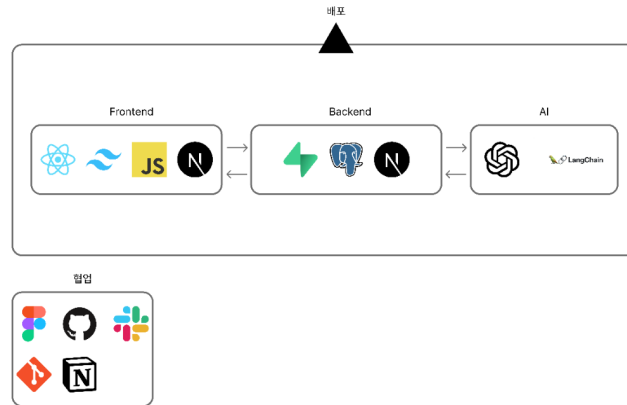 배포
Frontend
Backend
AI
JS
N
N
LangChain
협업
N